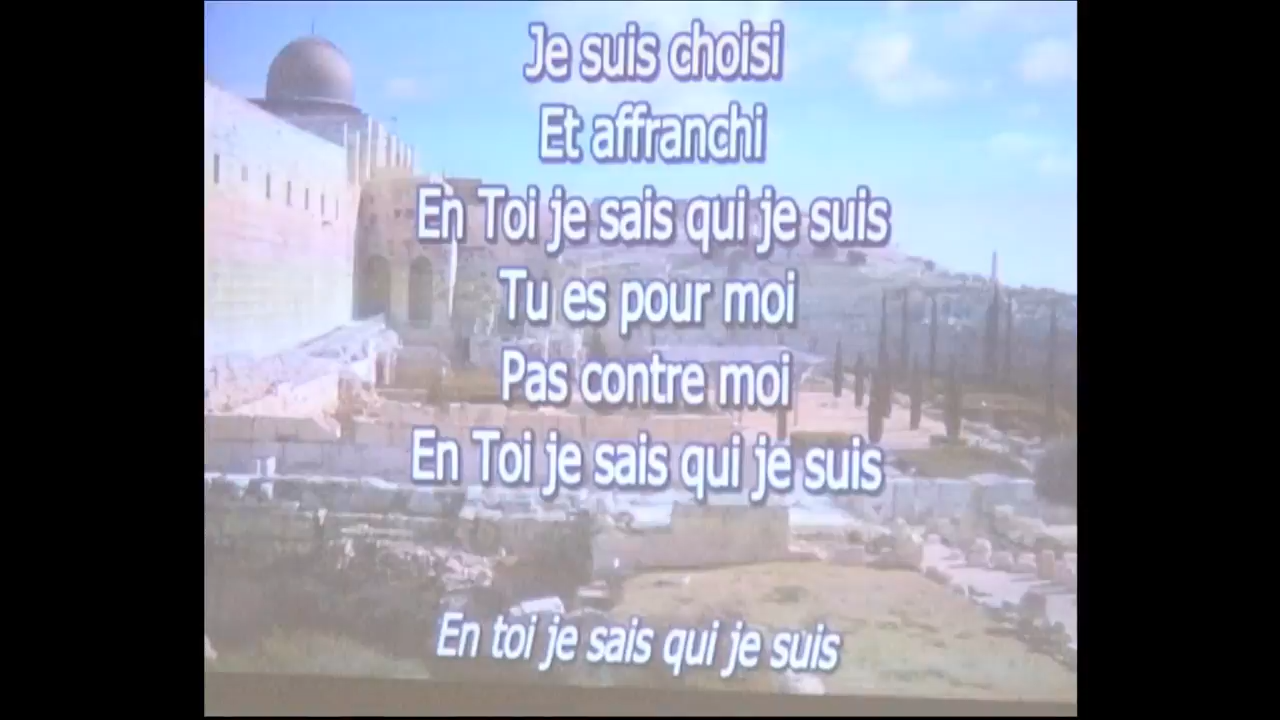 Je suis choisi
Et affranchi
En Toi je sais qui je suis
Tu es pour moi
Pas contre moi
En Toi je sais qui je suis
En toi je sais qui je suis